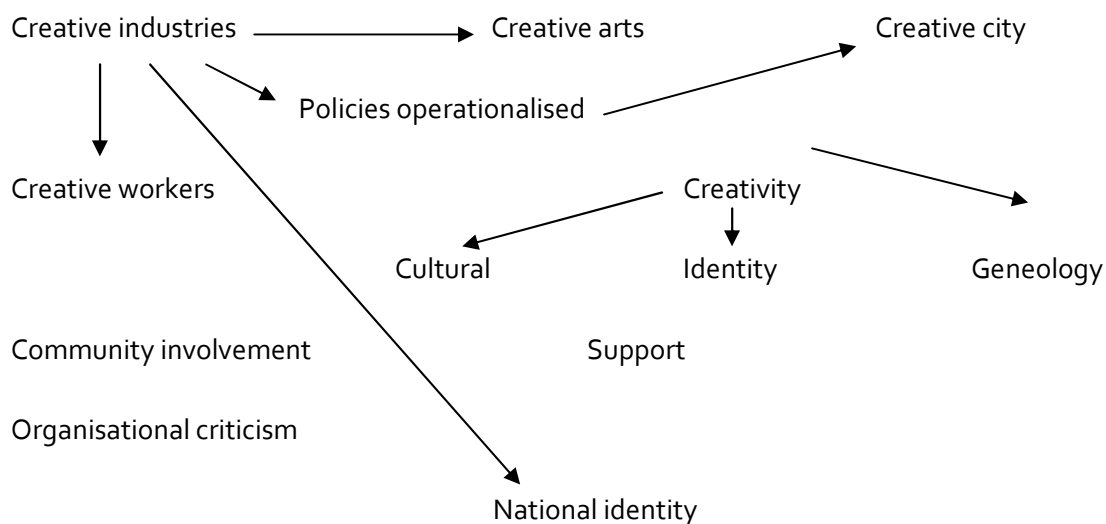 Creative industries Creative arts Creative city
Policies operationalised
Creative workers Creativity
Cultural Identity Geneology
Community involvement Support
Organisational criticism
National identity